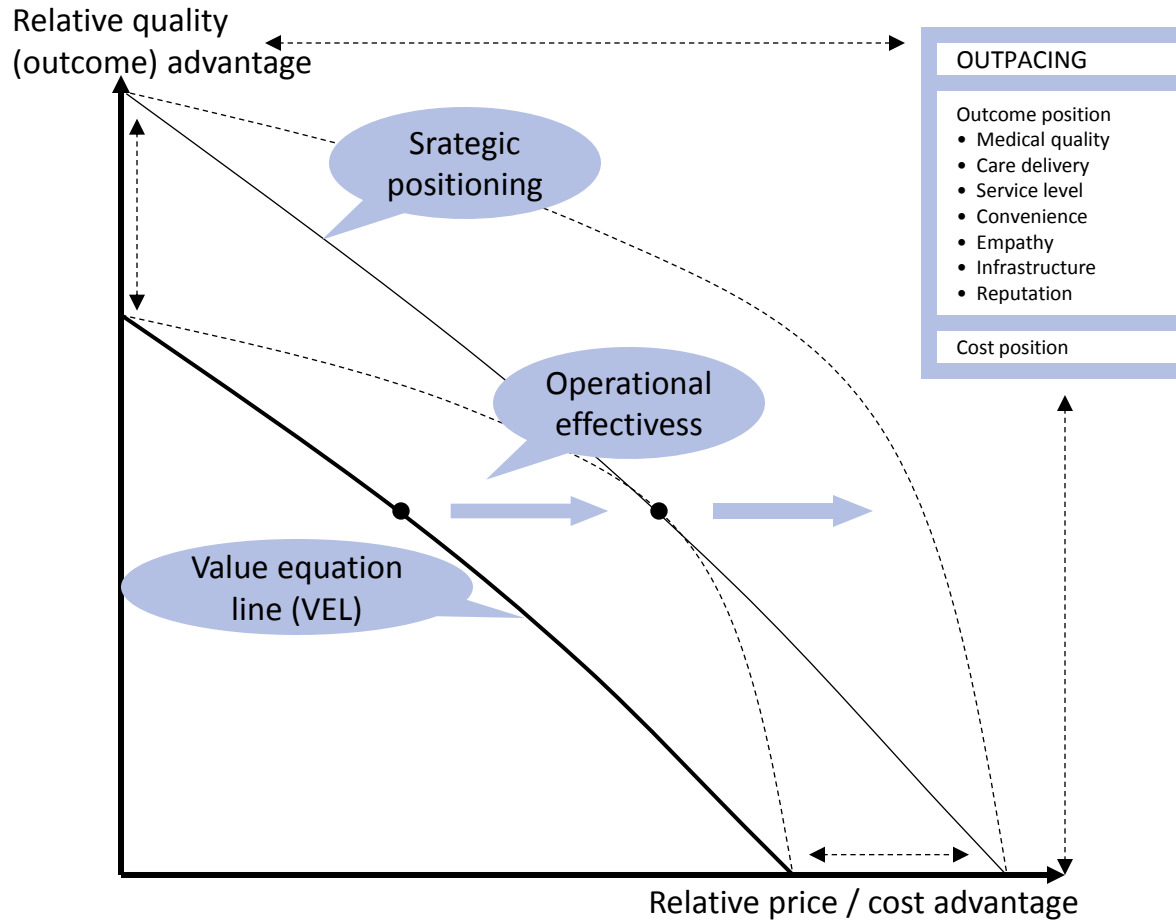 Relative quality
(outcome) advantage
OUTPACING
Outcome position
• Medical quality
• Care delivery
• Service level
• Convenience
• Empathy
• Infrastructure
• Reputation
Cost position
Srategic
positioning
Operational
effectivess
Value equation
line (VEL)
Relative price / cost advantage